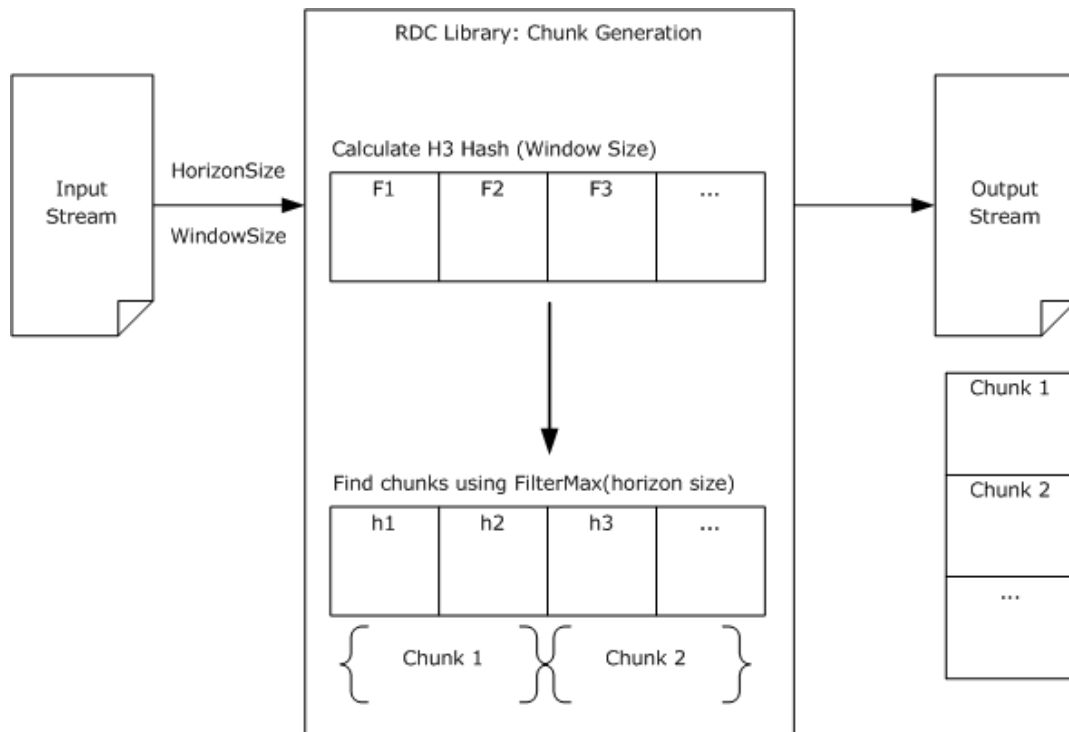 RDC Library: Chunk Generation
Input
Stream
HorizonSize
WindowSize
Calculate H3 Hash (Window Size)
F1 F2 F3 ...
Find chunks using FilterMax(horizon size)
h1 h2 h3 ...
Chunk 1 Chunk 2
Output
Stream
Chunk 1
Chunk 2
...